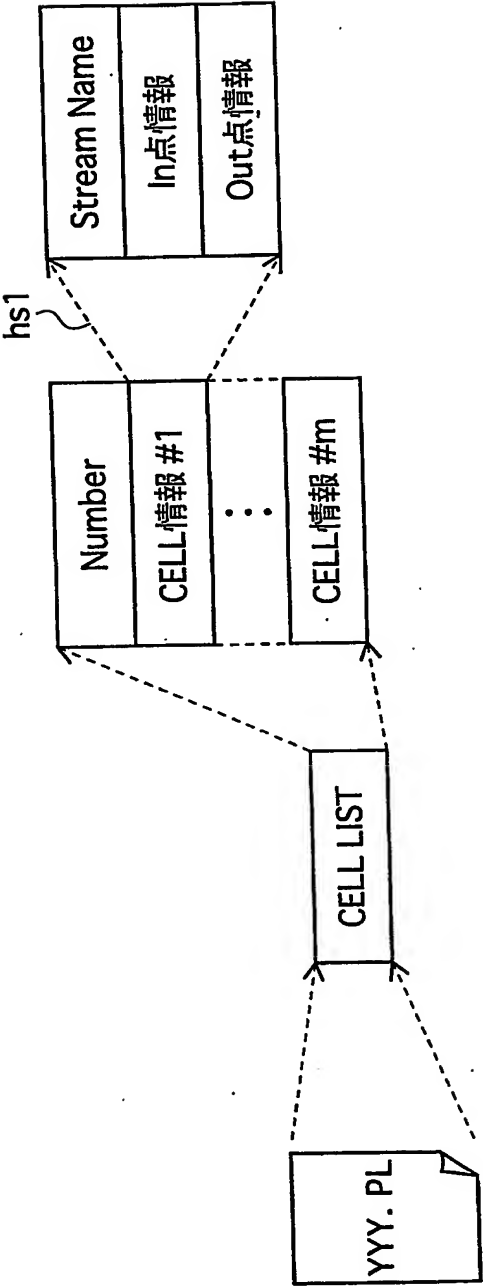 YYY. PL
CELL LIST
Number
CELL情報 #1
CELL情報 #m
hs1
Stream Name
In点情報
Out点情報